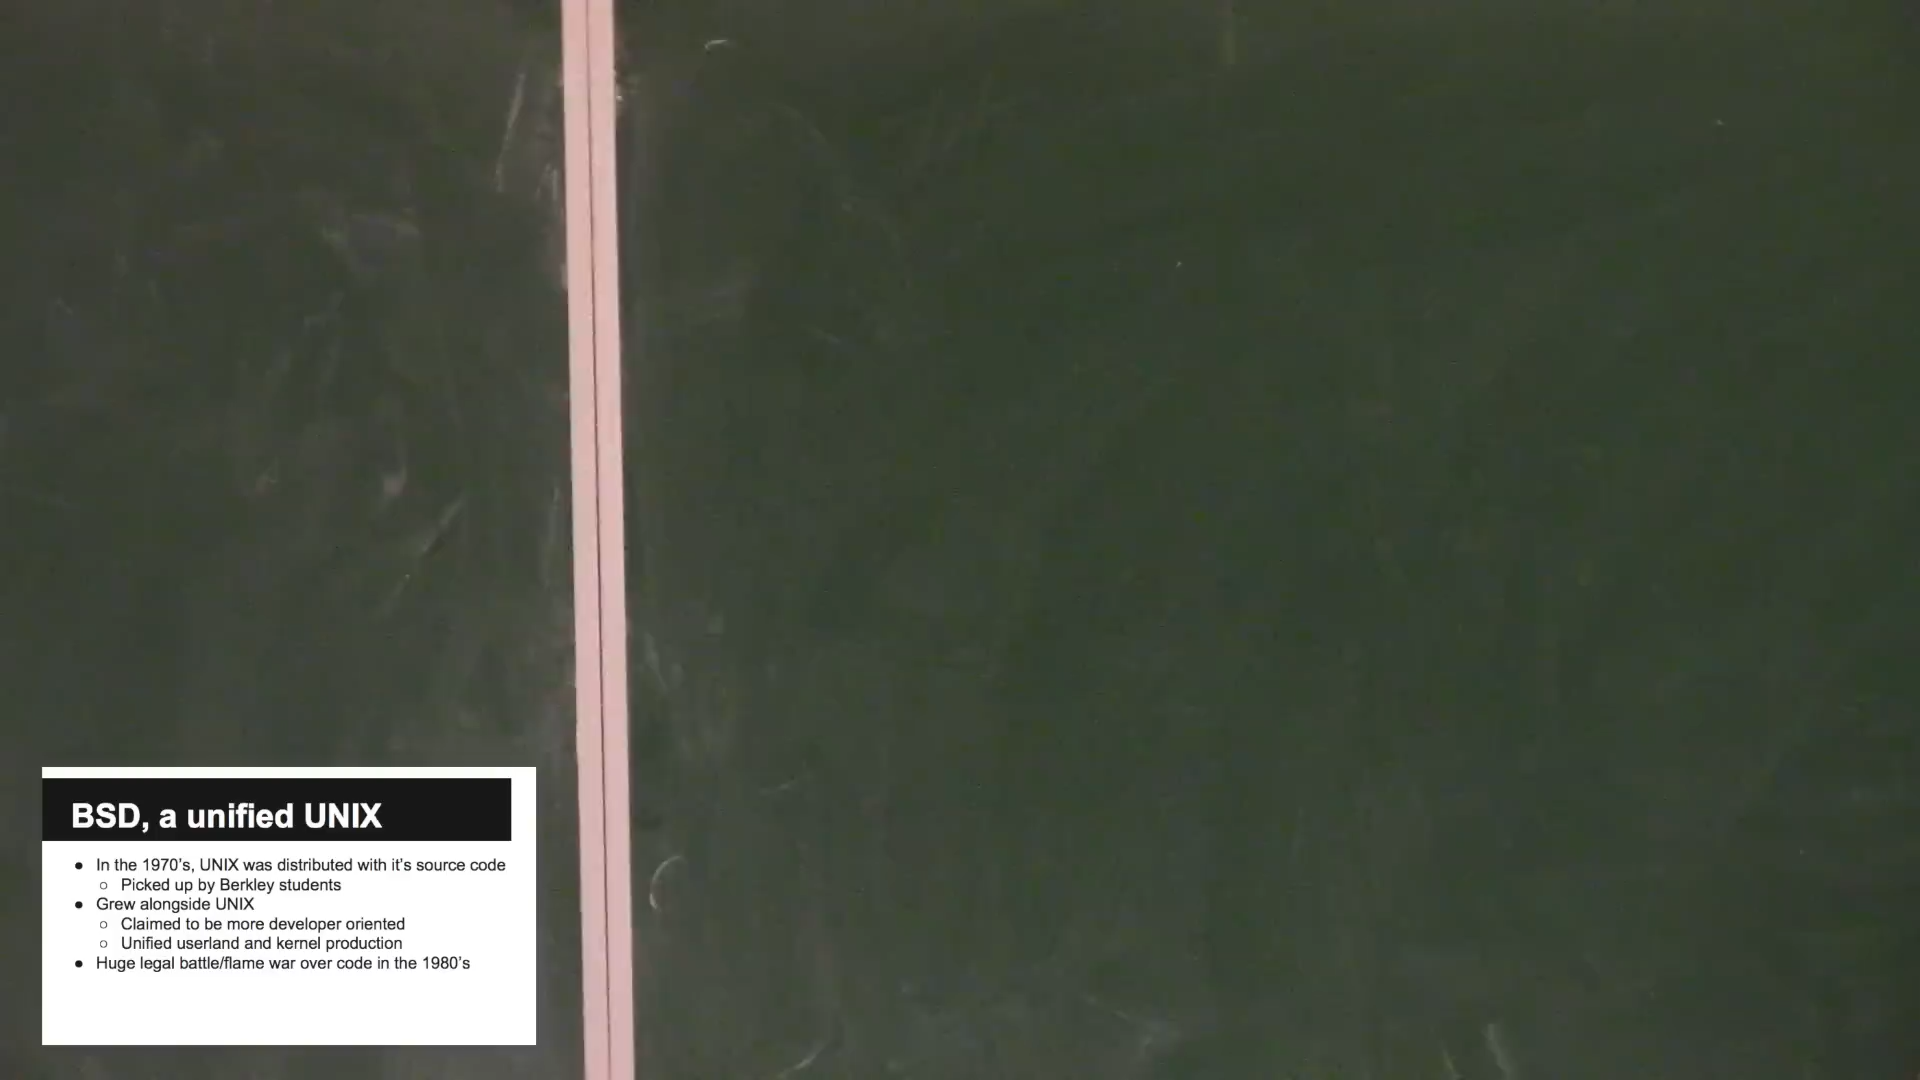 BSD, a unified UNIX
● In the 1970's, UNIX was distributed with it's source code
○ Picked up by Berkley students
● Grew alongside UNIX
○ Claimed to be more developer oriented
○ Unified userland and kernel production
● Huge legal battle/flame war over code in the 1980's